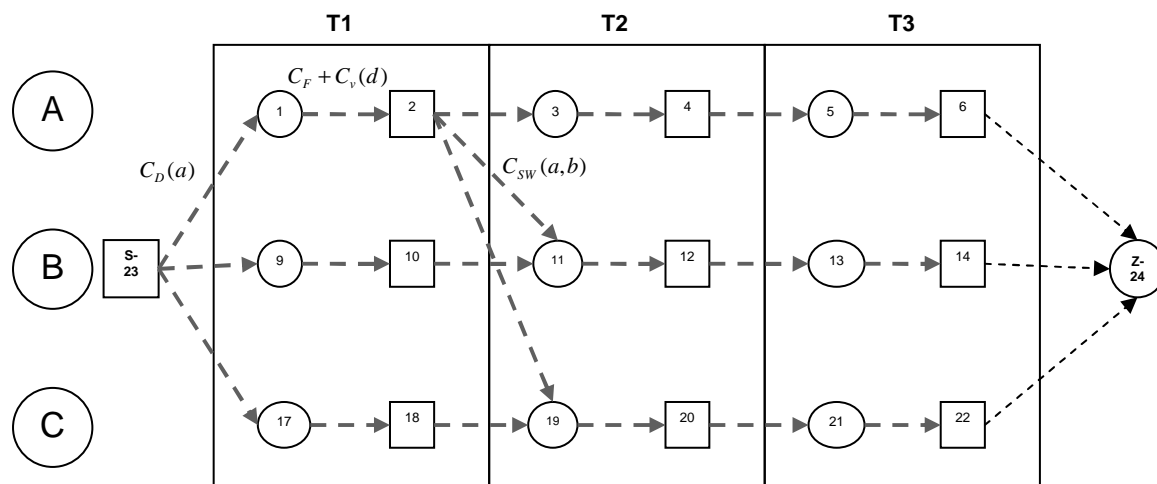 T1 T2 T3
A
C_F + C_v(d)
1 2 3 4 5 6
C_D(a)
C_SW(a,b)
B
S-
23
9 10 11 12 13 14
Z-
24
C
17 18 19 20 21 22